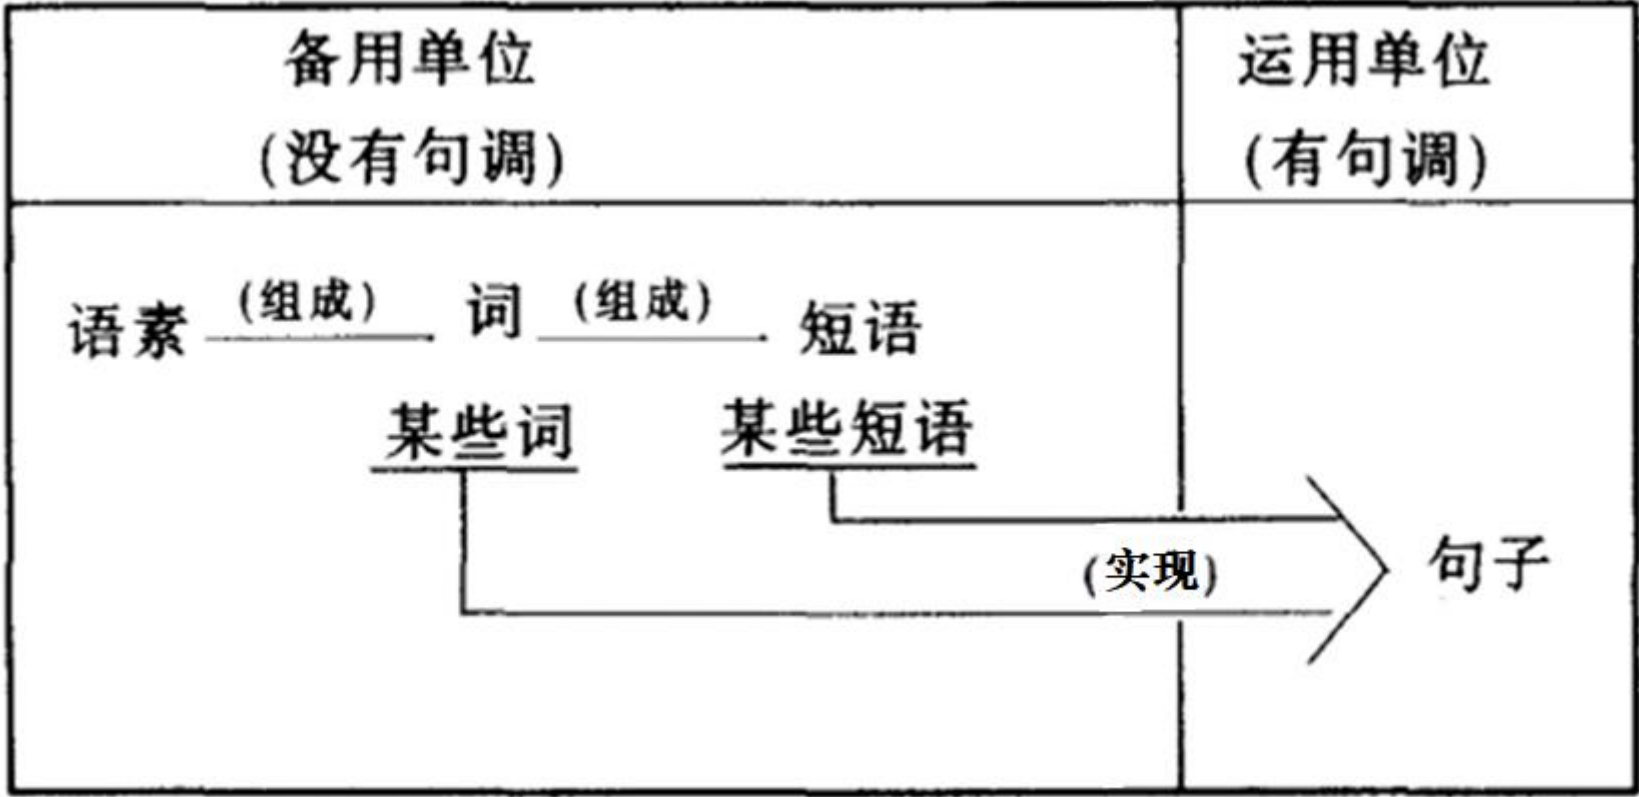 备用单位
(没有句调)
运用单位
(有句调)
语素 (组成) 词 (组成) 短语
某些词 某些短语
(实现) 句子